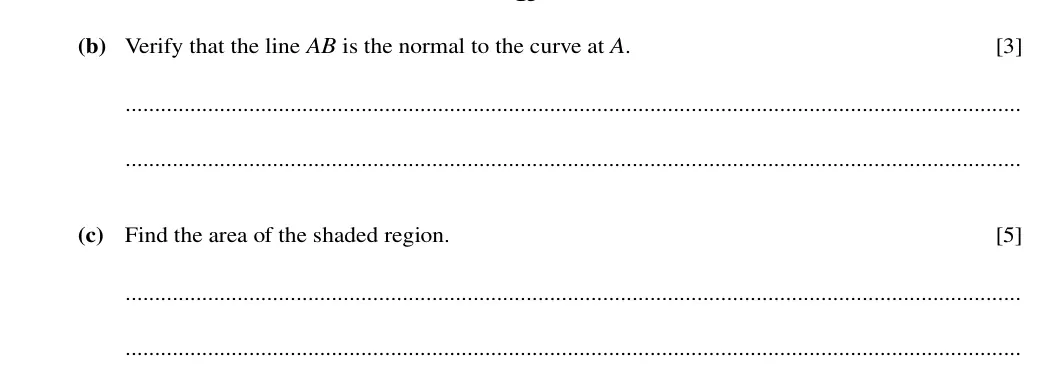 (b) Verify that the line AB is the normal to the curve at A. [3]
(c) Find the area of the shaded region. [5]